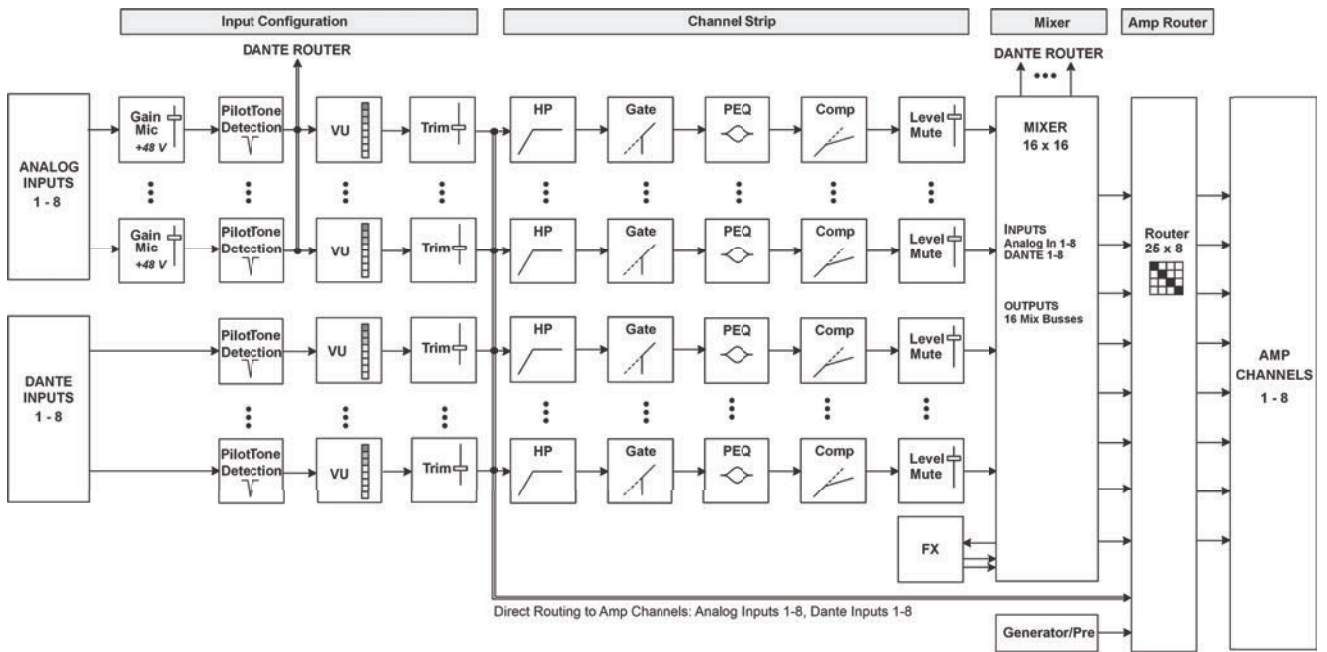 Input Configuration
Channel Strip
Mixer
Amp Router
DANTE ROUTER
DANTE ROUTER
ANALOG
INPUTS
1 - 8
Gain
Mic
+48 V
PilotTone
Detection
VU
Trim
HP
Gate
PEQ
Comp
Level
Mute
Gain
Mic
+48 V
PilotTone
Detection
VU
Trim
HP
Gate
PEQ
Comp
Level
Mute
DANTE
INPUTS
1 - 8
PilotTone
Detection
VU
Trim
HP
Gate
PEQ
Comp
Level
Mute
PilotTone
Detection
VU
Trim
HP
Gate
PEQ
Comp
Level
Mute
MIXER
16 x 16
INPUTS
Analog In 1-8
DANTE 1-8
OUTPUTS
16 Mix Busses
Router
25 x 8
AMP
CHANNELS
1 - 8
FX
Direct Routing to Amp Channels: Analog Inputs 1-8, Dante Inputs 1-8
Generator/Pre